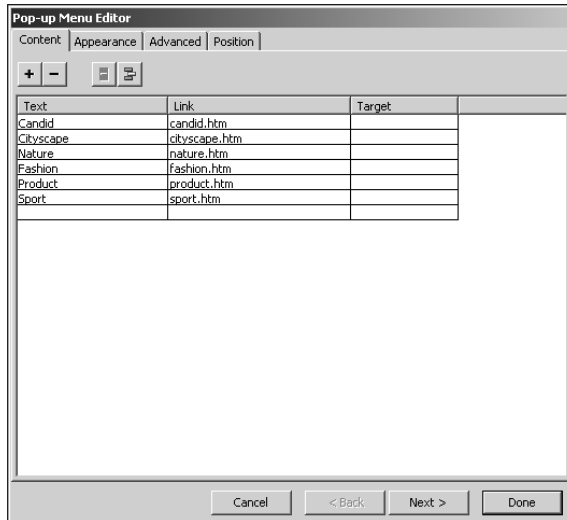 Pop-up Menu Editor
Content Appearance Advanced Position
+ -
Text Link Target
Candid candid.htm
Cityscape cityscape.htm
Nature nature.htm
Fashion fashion.htm
Product product.htm
Sport sport.htm
Cancel < Back Next > Done